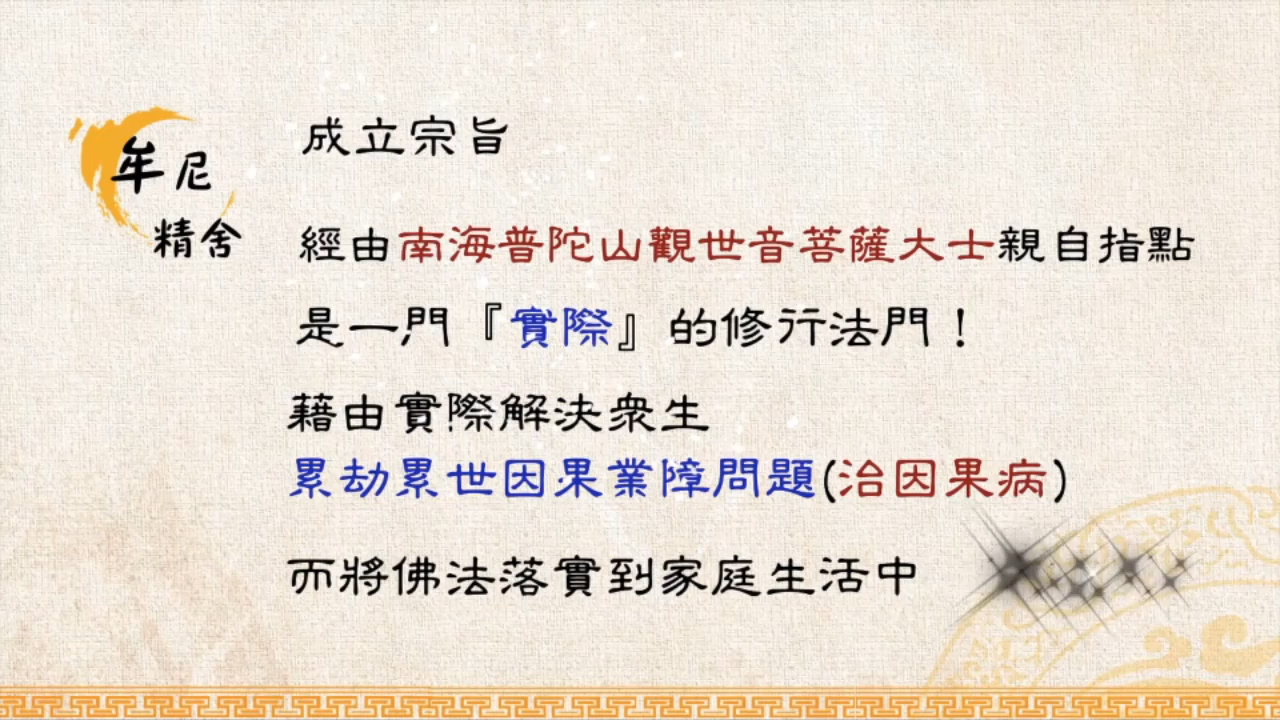 牟尼
精舍
成立宗旨
經由南海普陀山觀世音菩薩大士親自指點
是一門『實際』的修行法門！
藉由實際解決眾生
累劫累世因果業障問題(治因果病)
而將佛法落實到家庭生活中